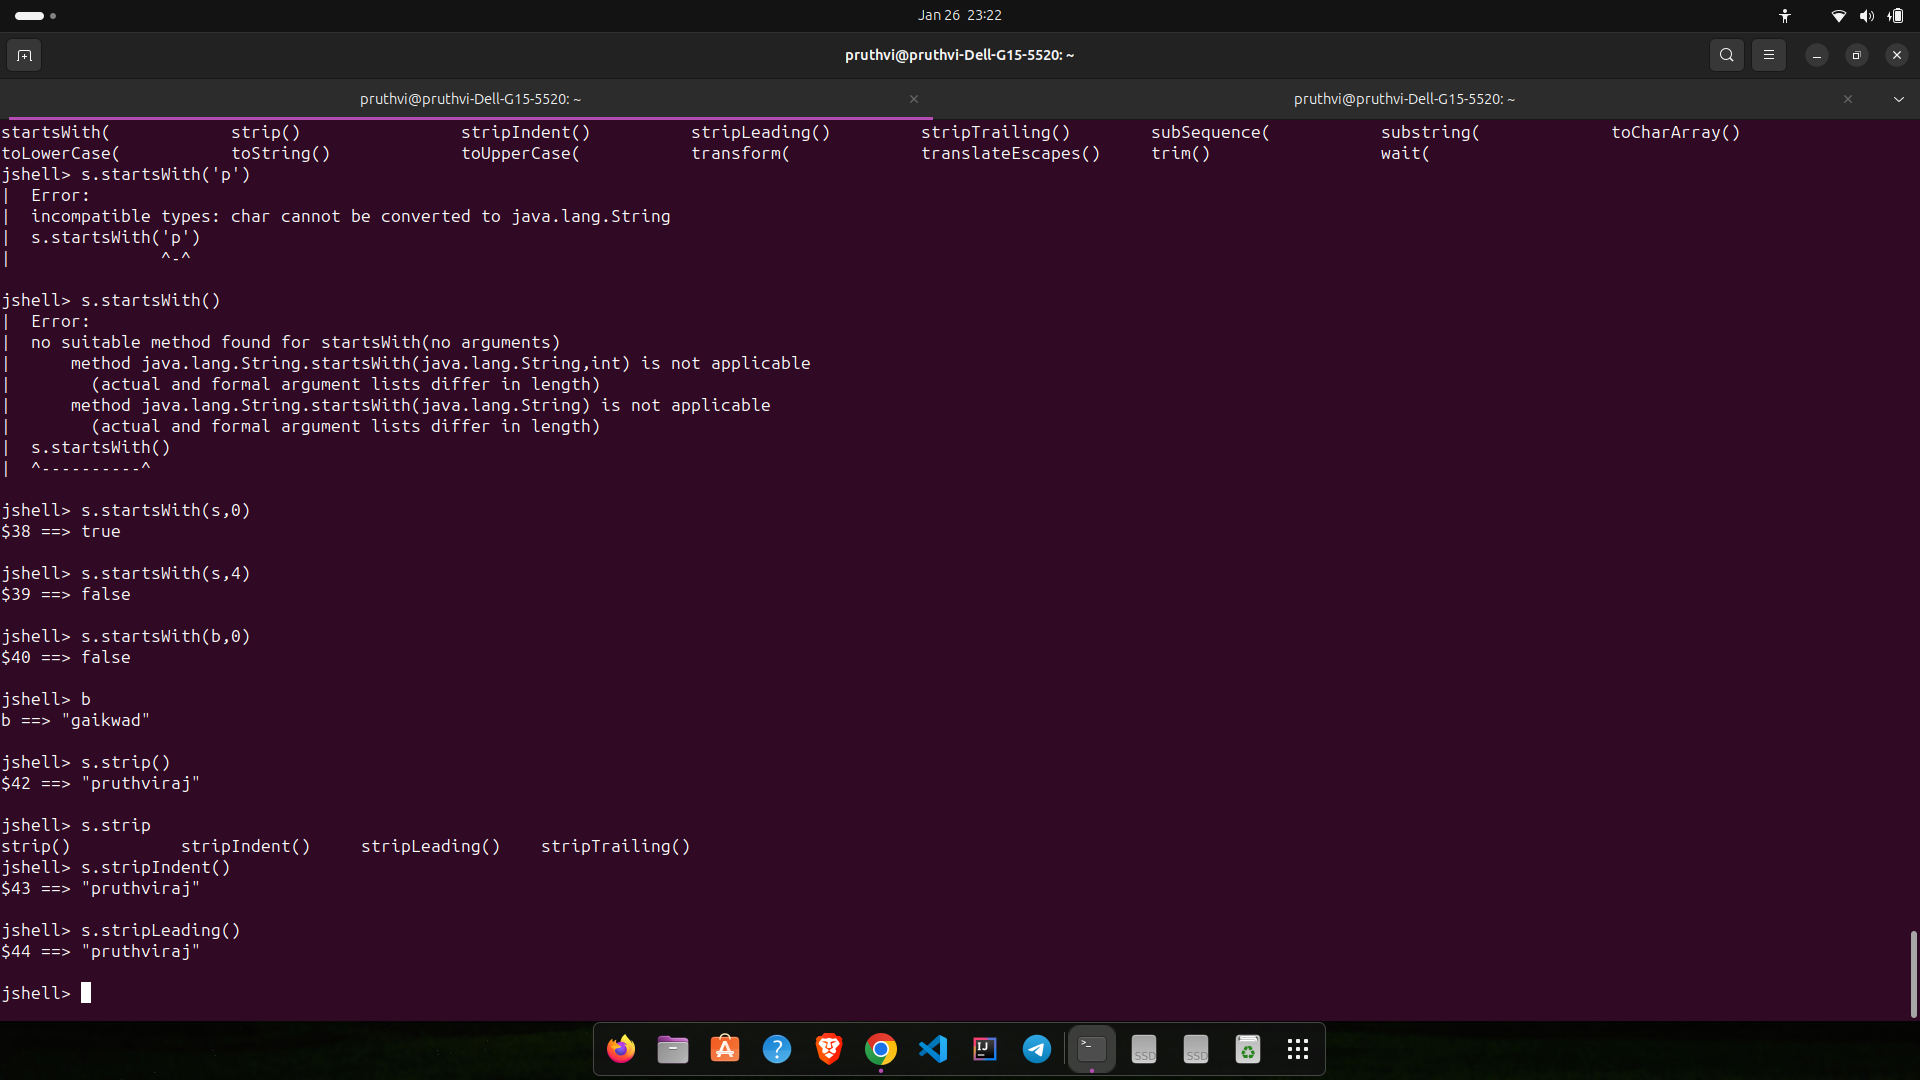 Jan 26 23:22
pruthvi@pruthvi-Dell-G15-5520: ~
pruthvi@pruthvi-Dell-G15-5520: ~ pruthvi@pruthvi-Dell-G15-5520: ~
startsWith( strip() stripIndent() stripLeading() stripTrailing() subSequence( substring( toCharArray()
toLowerCase( toString() toUpperCase( transform( translateEscapes() trim() wait(
jshell> s.startsWith('p')
| Error:
| incompatible types: char cannot be converted to java.lang.String
| s.startsWith('p')
| ^-^
jshell> s.startsWith()
| Error:
| no suitable method found for startsWith(no arguments)
| method java.lang.String.startsWith(java.lang.String,int) is not applicable
| (actual and formal argument lists differ in length)
| method java.lang.String.startsWith(java.lang.String) is not applicable
| (actual and formal argument lists differ in length)
| s.startsWith()
| ^----------^
jshell> s.startsWith(s,0)
$38 ==> true
jshell> s.startsWith(s,4)
$39 ==> false
jshell> s.startsWith(b,0)
$40 ==> false
jshell> b
b ==> "gaikwad"
jshell> s.strip()
$42 ==> "pruthviraj"
jshell> s.strip
strip() stripIndent() stripLeading() stripTrailing()
jshell> s.stripIndent()
$43 ==> "pruthviraj"
jshell> s.stripLeading()
$44 ==> "pruthviraj"
jshell>
IJ SSD SSD